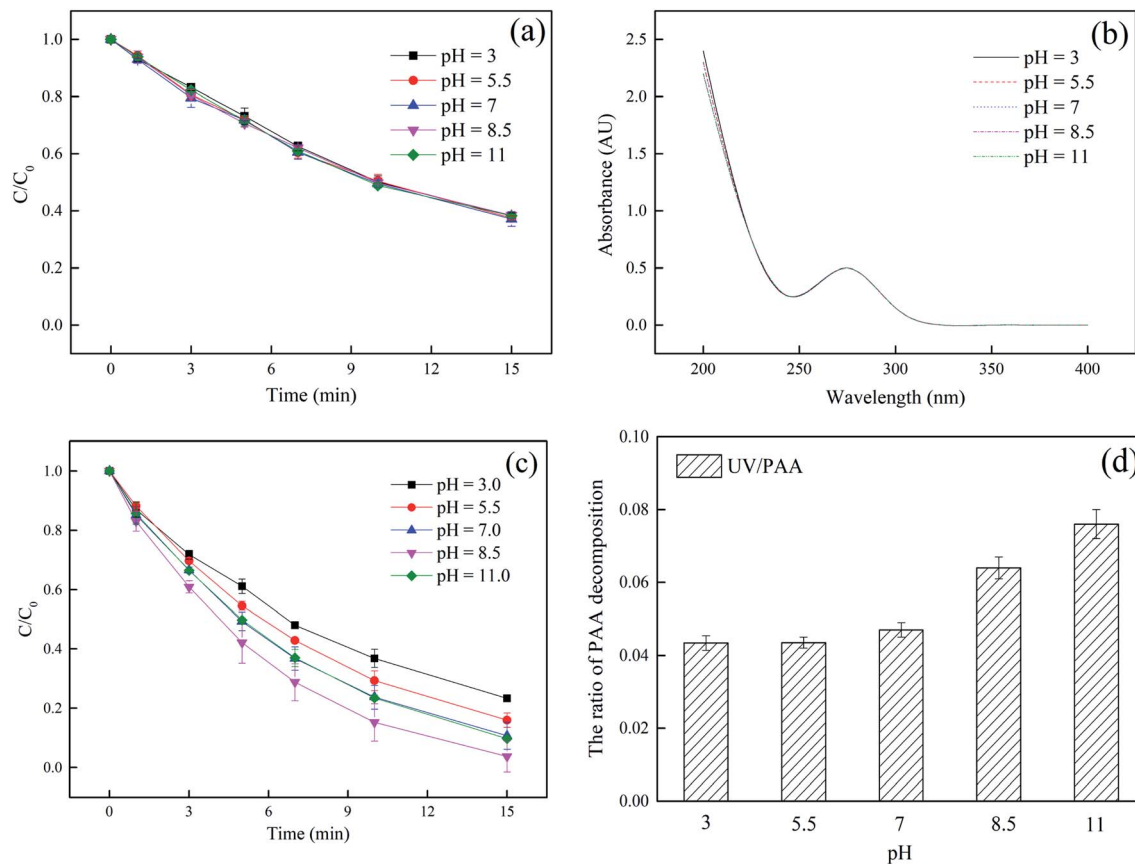 (a)
pH = 3
pH = 5.5
pH = 7
pH = 8.5
pH = 11
C/C0
1.0
0.8
0.6
0.4
0.2
0.0
0 3 6 9 12 15
Time (min)
(b)
pH = 3
pH = 5.5
pH = 7
pH = 8.5
pH = 11
Absorbance (AU)
2.5
2.0
1.5
1.0
0.5
0.0
200 250 300 350 400
Wavelength (nm)
(c)
pH = 3.0
pH = 5.5
pH = 7.0
pH = 8.5
pH = 11.0
C/C0
1.0
0.8
0.6
0.4
0.2
0.0
0 3 6 9 12 15
Time (min)
(d)
UV/PAA
The ratio of PAA decomposition
0.10
0.08
0.06
0.04
0.02
0.00
3 5.5 7 8.5 11
pH